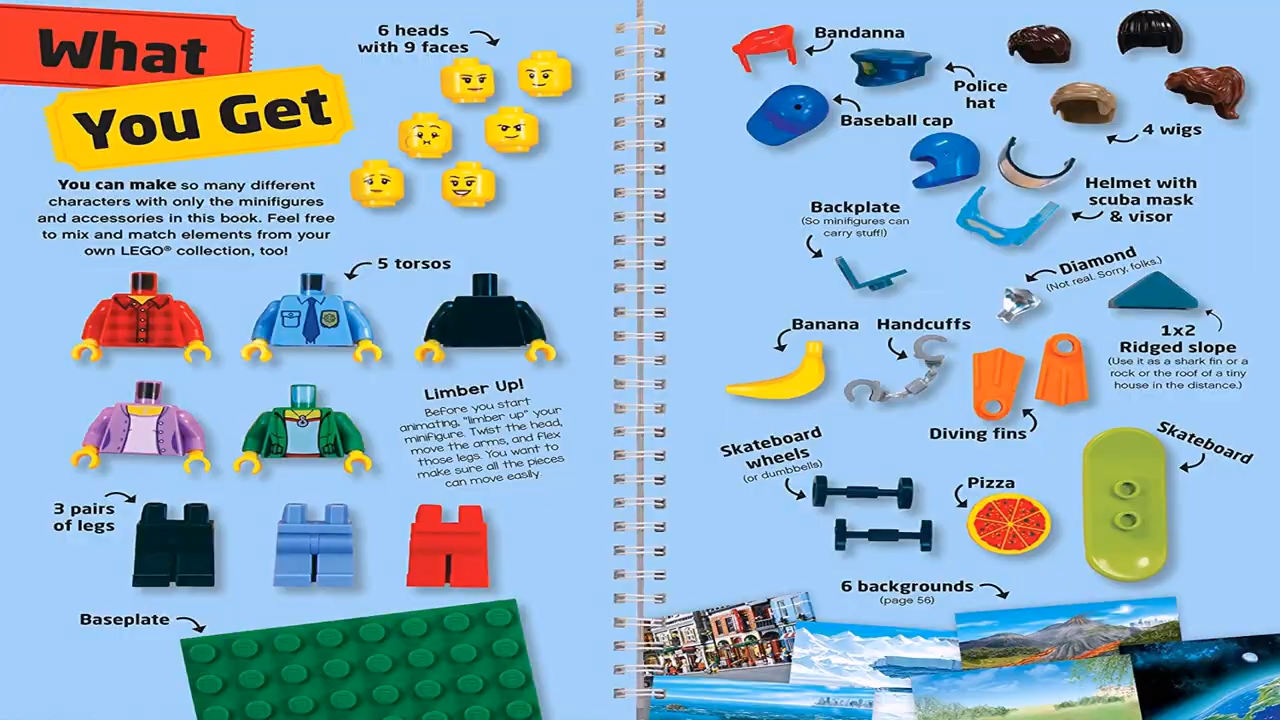 What
You Get
You can make so many different
characters with only the minifigures
and accessories in this book. Feel free
to mix and match elements from your
own LEGO® collection, too!
6 heads
with 9 faces
5 torsos
Limber Up!
Before you start
animating, "limber up" your
minifigure. Twist the head,
move the arms, and flex
those legs. You want to
make sure all the pieces
can move easily.
3 pairs
of legs
Baseplate
Bandanna
Police
hat
Baseball cap
4 wigs
Helmet with
scuba mask
& visor
Backplate
(So minifigures can
carry stuff!)
Diamond
(Not real. Sorry, folks.)
1x2
Ridged slope
(Use it as a shark fin or a
rock or the roof of a tiny
house in the distance.)
Banana
Handcuffs
Diving fins
Skateboard
wheels
(or dumbbells)
Pizza
Skateboard
6 backgrounds
(page 56)